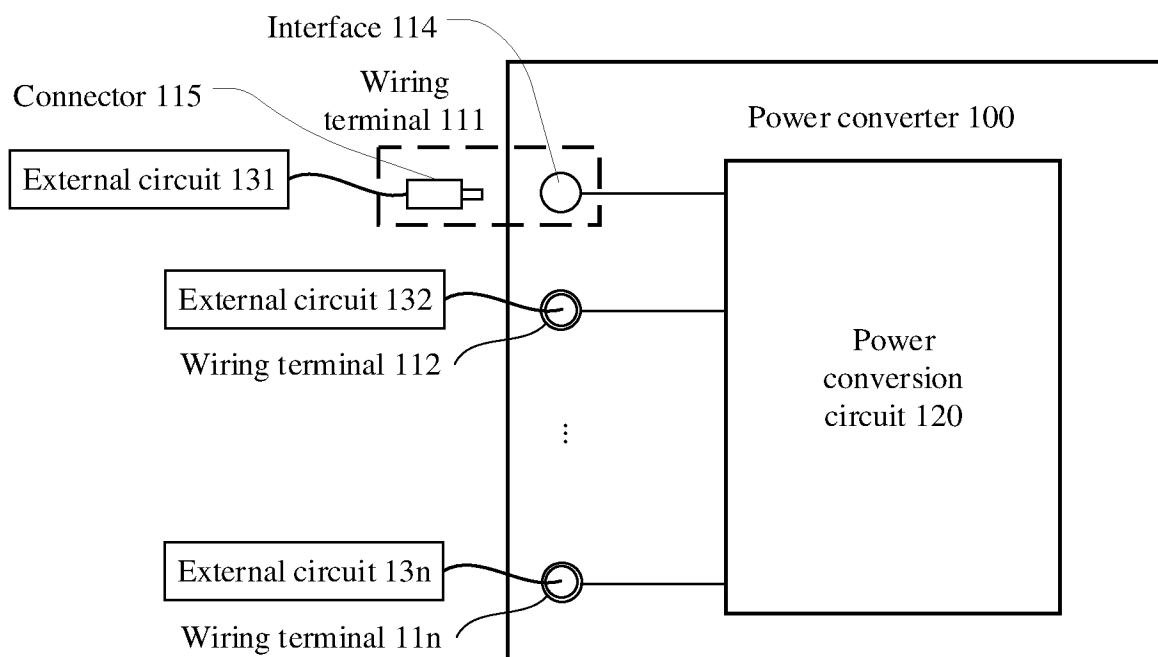 Interface 114
Wiring
terminal 111
Connector 115
Power converter 100
External circuit 131
External circuit 132
Wiring terminal 112
Power
conversion
circuit 120
...
External circuit 13n
Wiring terminal 11n